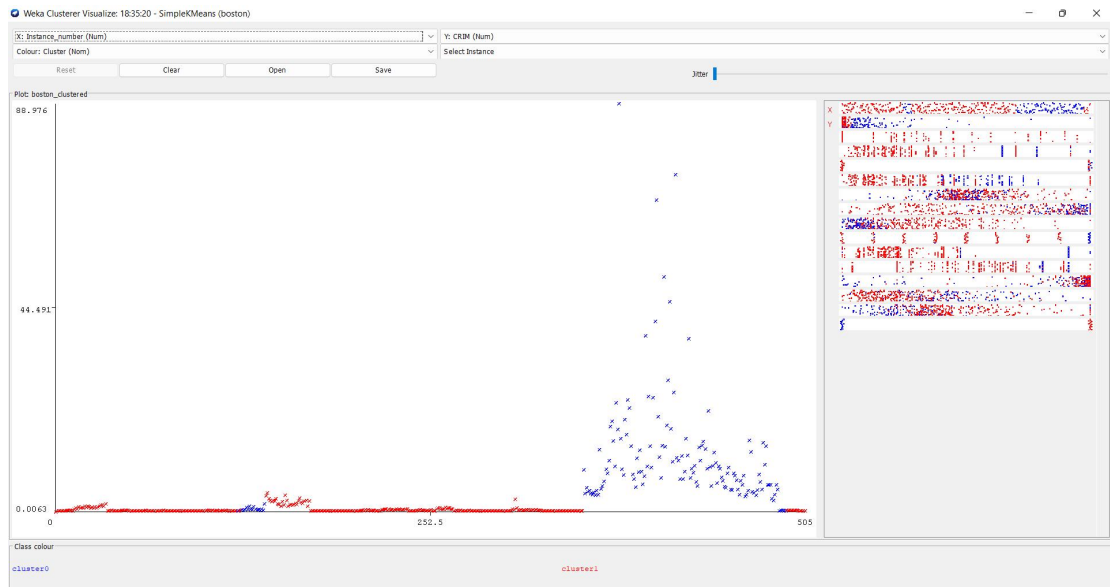 Weka Clusterer Visualize: 18:35:20 - SimpleKMeans (boston)
X: Instance_number (Num)
Y: CRIM (Num)
Colour: Cluster (Nom)
Select Instance
Reset
Clear
Open
Save
Jitter
Plot: boston_clustered
88.976
44.491
0.0063
0
252.5
505
X
Y
Class colour
cluster0
cluster1